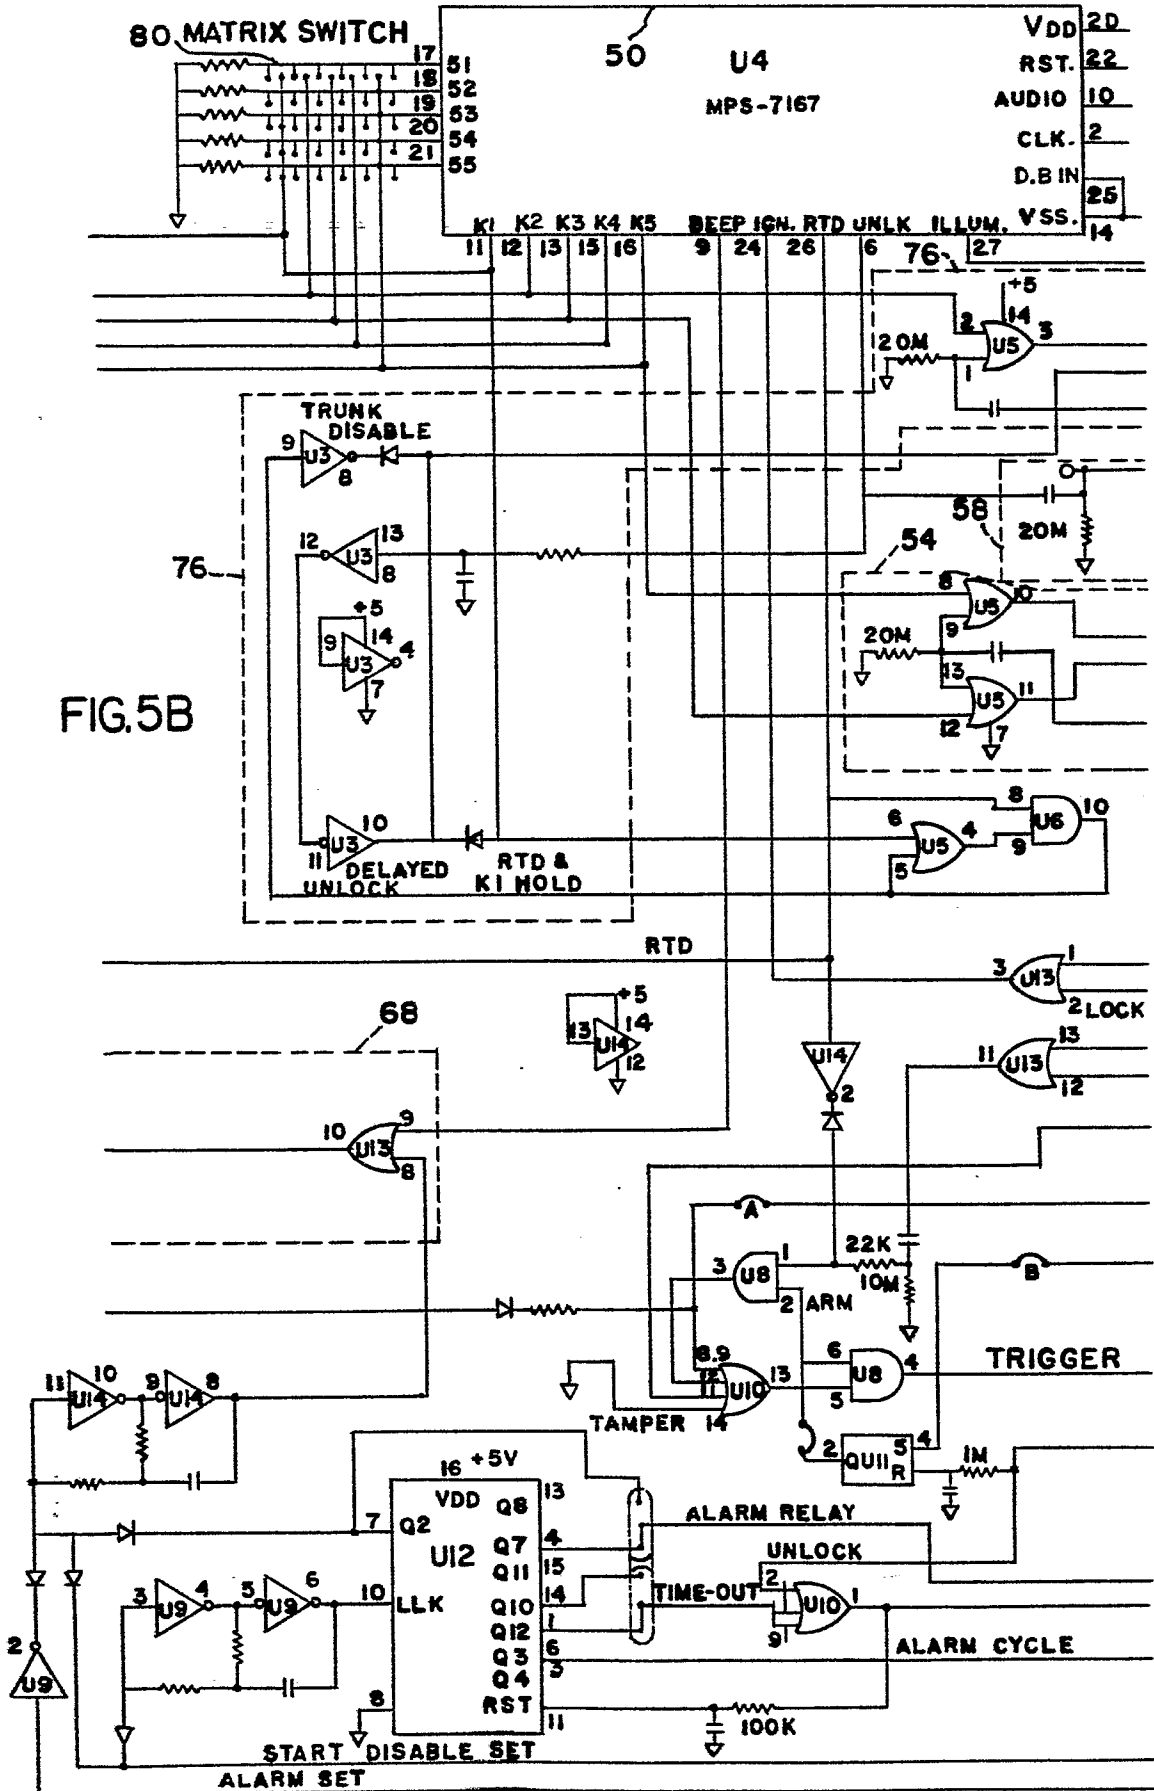 80 MATRIX SWITCH
17 51
18 52
19 53
20 54
21 55
50
U4
MPS-7167
VDD 20
RST. 22
AUDIO 10
CLK. 2
D.B IN
25
VSS.
14
K1 K2 K3 K4 K5 BEEP IGN. RTD UNLK ILLUM.
11 12 13 15 16 9 24 26 6 27
76
+5
2 14
U5 3
20M
1
TRUNK
DISABLE
9 U3 8
12 U3 13
8
76
+5
9 14
U3 4
7
58
20M
54
8
U5 10
9
20M
13
U5 11
12 7
FIG. 5B
10
U3
11 DELAYED
UNLOCK
RTD &
K1 HOLD
6
U5 4
5
8
U6 10
9
RTD
3 U13 1
2 LOCK
+5
13 14
U14
12
68
U14
2
11 U13 13
12
10 U13 9
8
A
3 U8 1
2 ARM
22K
10M
B
6
U8 4
5
TRIGGER
8.9
11
U10 13
14
TAMPER
11 U14 10 9 U14 8
2 QU11 S 4
R
1M
16 +5V
VDD
13
Q8
7 Q2
U12
Q7 4
Q11 15
Q10 14
Q12 1
Q3 6
Q4 3
RST
11
10 LLK
8
ALARM RELAY
UNLOCK
TIME-OUT
2
U10 1
9
ALARM CYCLE
3 U9 4 5 U9 6
2
U9
100K
START DISABLE SET
ALARM SET